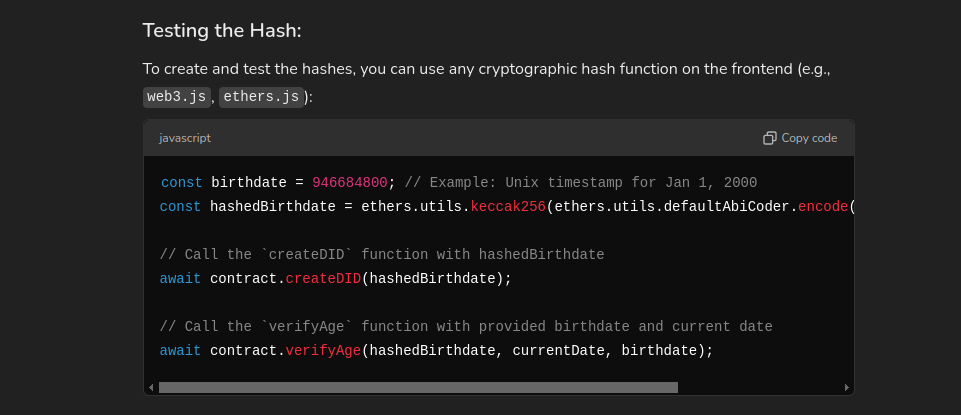 Testing the Hash:
To create and test the hashes, you can use any cryptographic hash function on the frontend (e.g.,
web3.js, ethers.js):
javascript
Copy code
const birthdate = 946684800; // Example: Unix timestamp for Jan 1, 2000
const hashedBirthdate = ethers.utils.keccak256(ethers.utils.defaultAbiCoder.encode(
// Call the `createDID` function with hashedBirthdate
await contract.createDID(hashedBirthdate);
// Call the `verifyAge` function with provided birthdate and current date
await contract.verifyAge(hashedBirthdate, currentDate, birthdate);